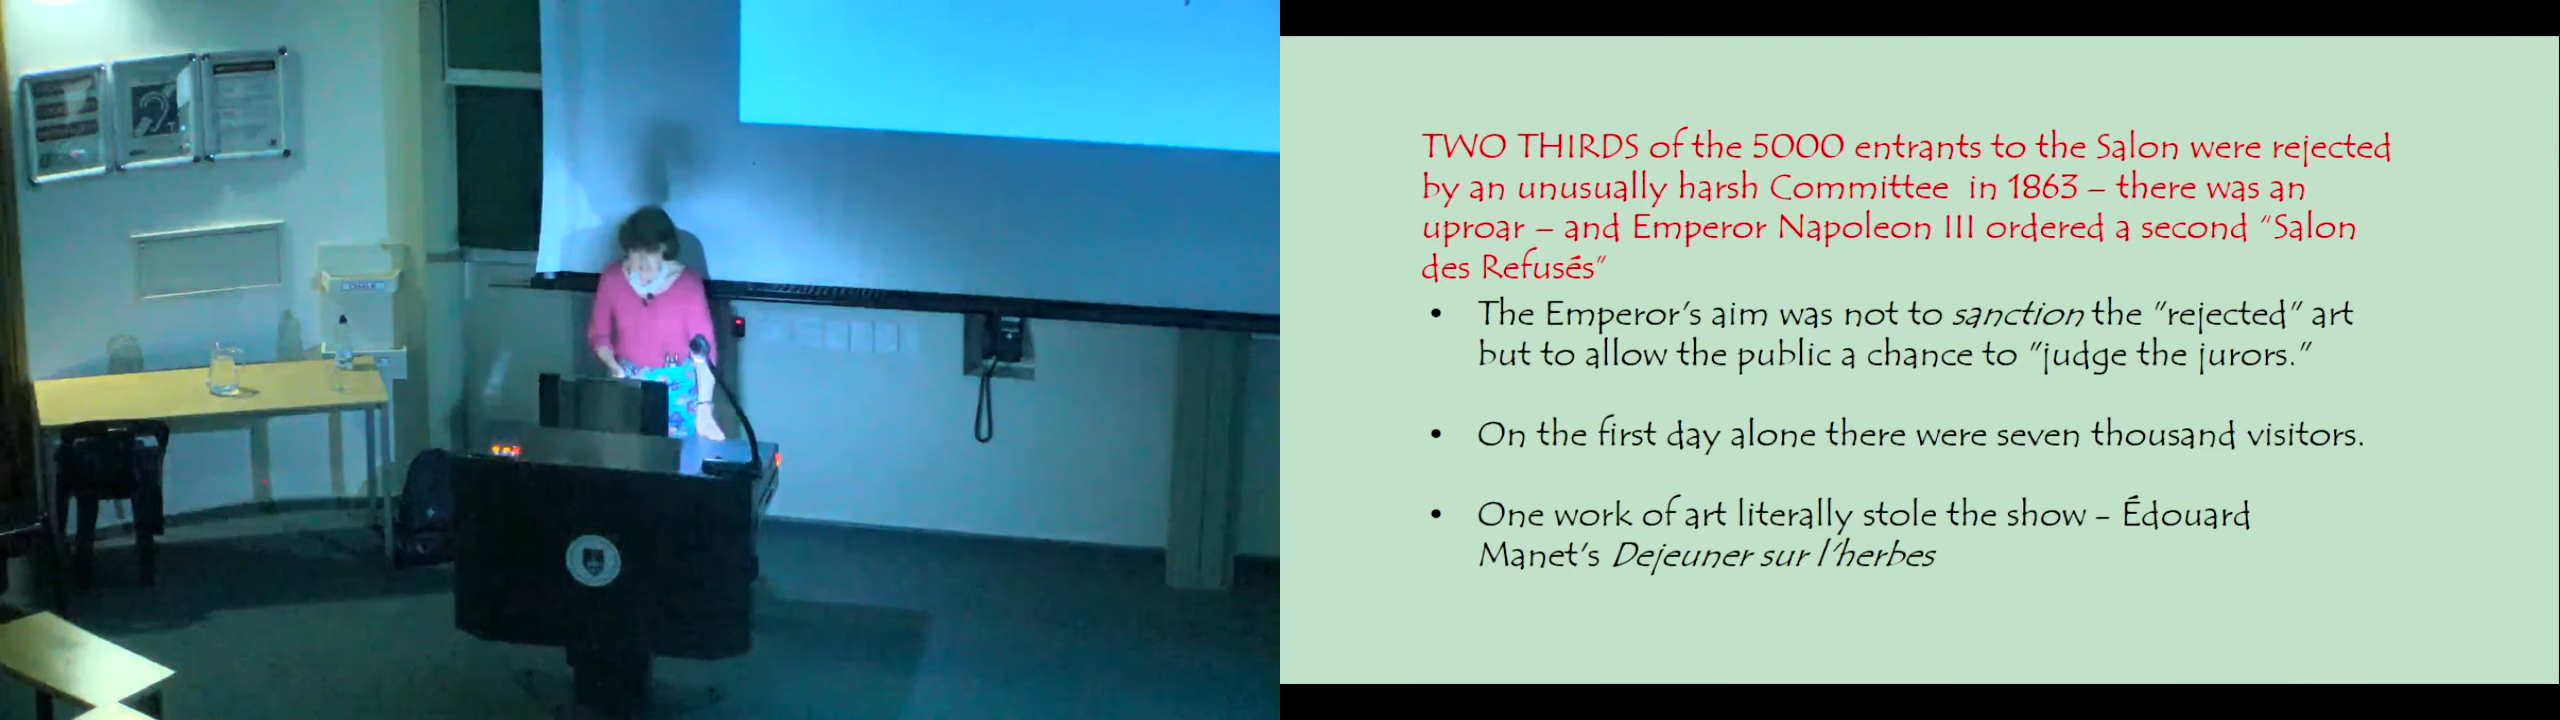 CHALK
TWO THIRDS of the 5000 entrants to the Salon were rejected
by an unusually harsh Committee in 1863 – there was an
uproar – and Emperor Napoleon III ordered a second “Salon
des Refusés”
• The Emperor’s aim was not to sanction the ”rejected” art
but to allow the public a chance to ”judge the jurors.”
• On the first day alone there were seven thousand visitors.
• One work of art literally stole the show - Édouard
Manet’s Dejeuner sur l’herbes